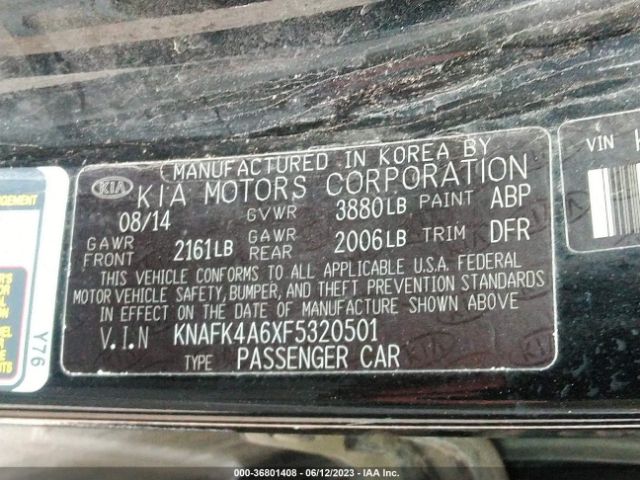 MANUFACTURED IN KOREA BY
KIA KIA MOTORS CORPORATION
08/14 GVWR 3880LB PAINT ABP
GAWR FRONT 2161LB GAWR REAR 2006LB TRIM DFR
THIS VEHICLE CONFORMS TO ALL APPLICABLE U.S.A. FEDERAL
MOTOR VEHICLE SAFETY, BUMPER, AND THEFT PREVENTION STANDARDS
IN EFFECT ON THE DATE OF MANUFACTURE SHOWN ABOVE
V.I.N KNAFK4A6XF5320501
TYPE PASSENGER CAR
VIN K
Y76
000-36801408 - 06/12/2023 - IAA Inc.